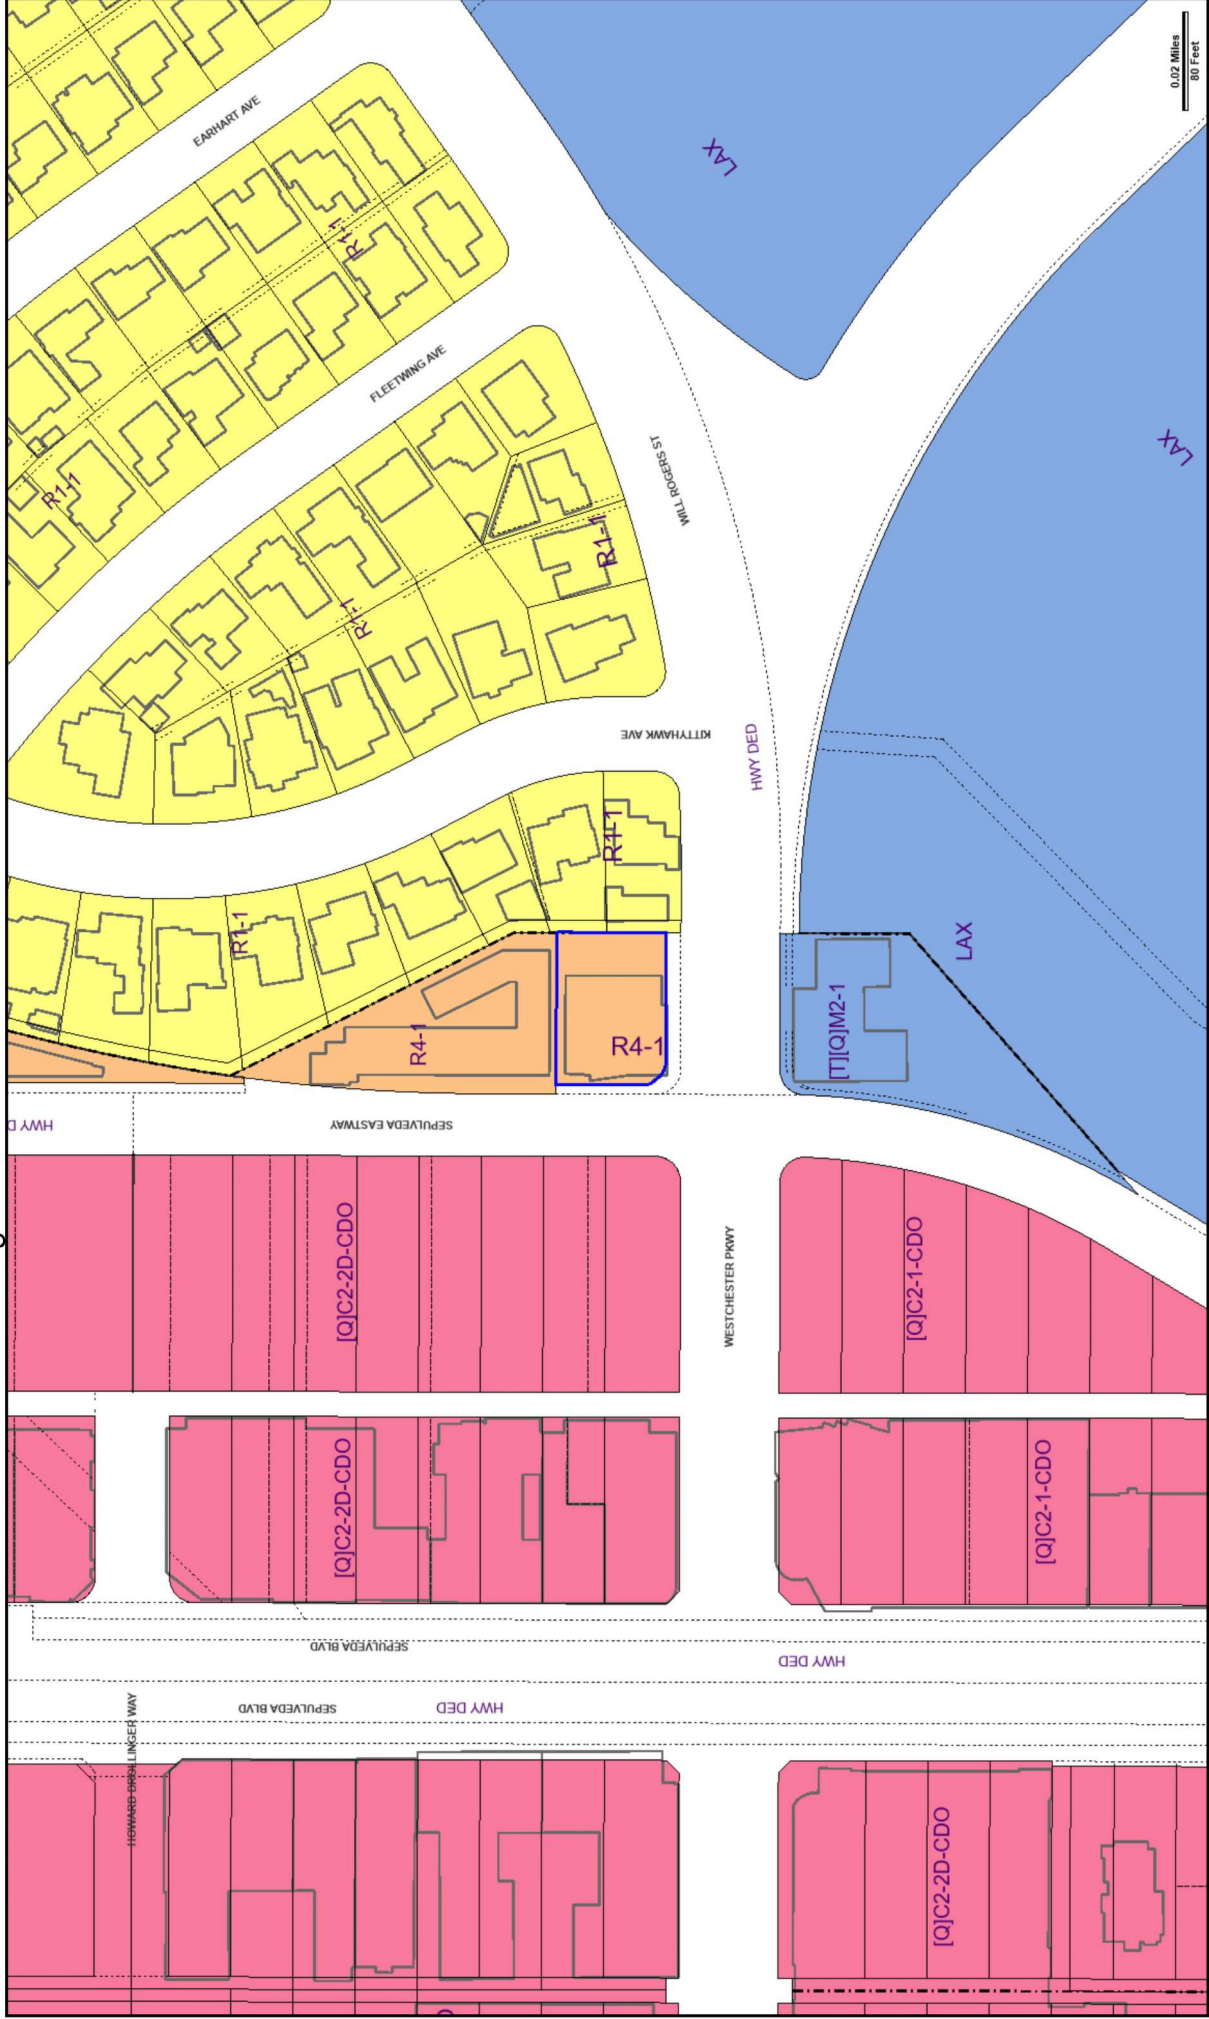 0.02 Miles
80 Feet
EARHART AVE
LAX
R1-1
FLEETWING AVE
LAX
WILL ROGERS ST
R1-1
R1-1
R1-1
KITTYHAWK AVE
HWY DED
R1-1
R1-1
LAX
[T][Q]M2-1
R4-1
R4-1
HWY D
SEPULVEDA EASTWAY
[Q]C2-2D-CDO
WESTCHESTER PKWY
[Q]C2-1-CDO
[Q]C2-2D-CDO
[Q]C2-1-CDO
SEPULVEDA BLVD
HWY DED
SEPULVEDA BLVD
HWY DED
HOWARD DROLLINGER WAY
[Q]C2-2D-CDO